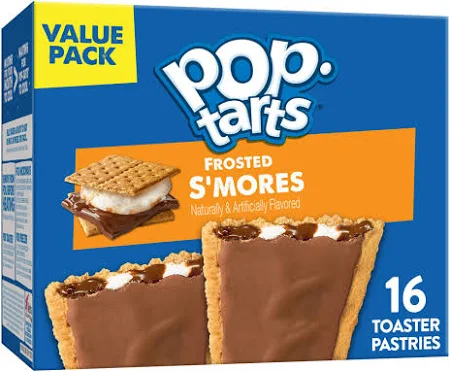 VALUE
PACK
pop.
tarts
®
FROSTED
S'MORES
Naturally & Artificially Flavored
16
TOASTER
PASTRIES